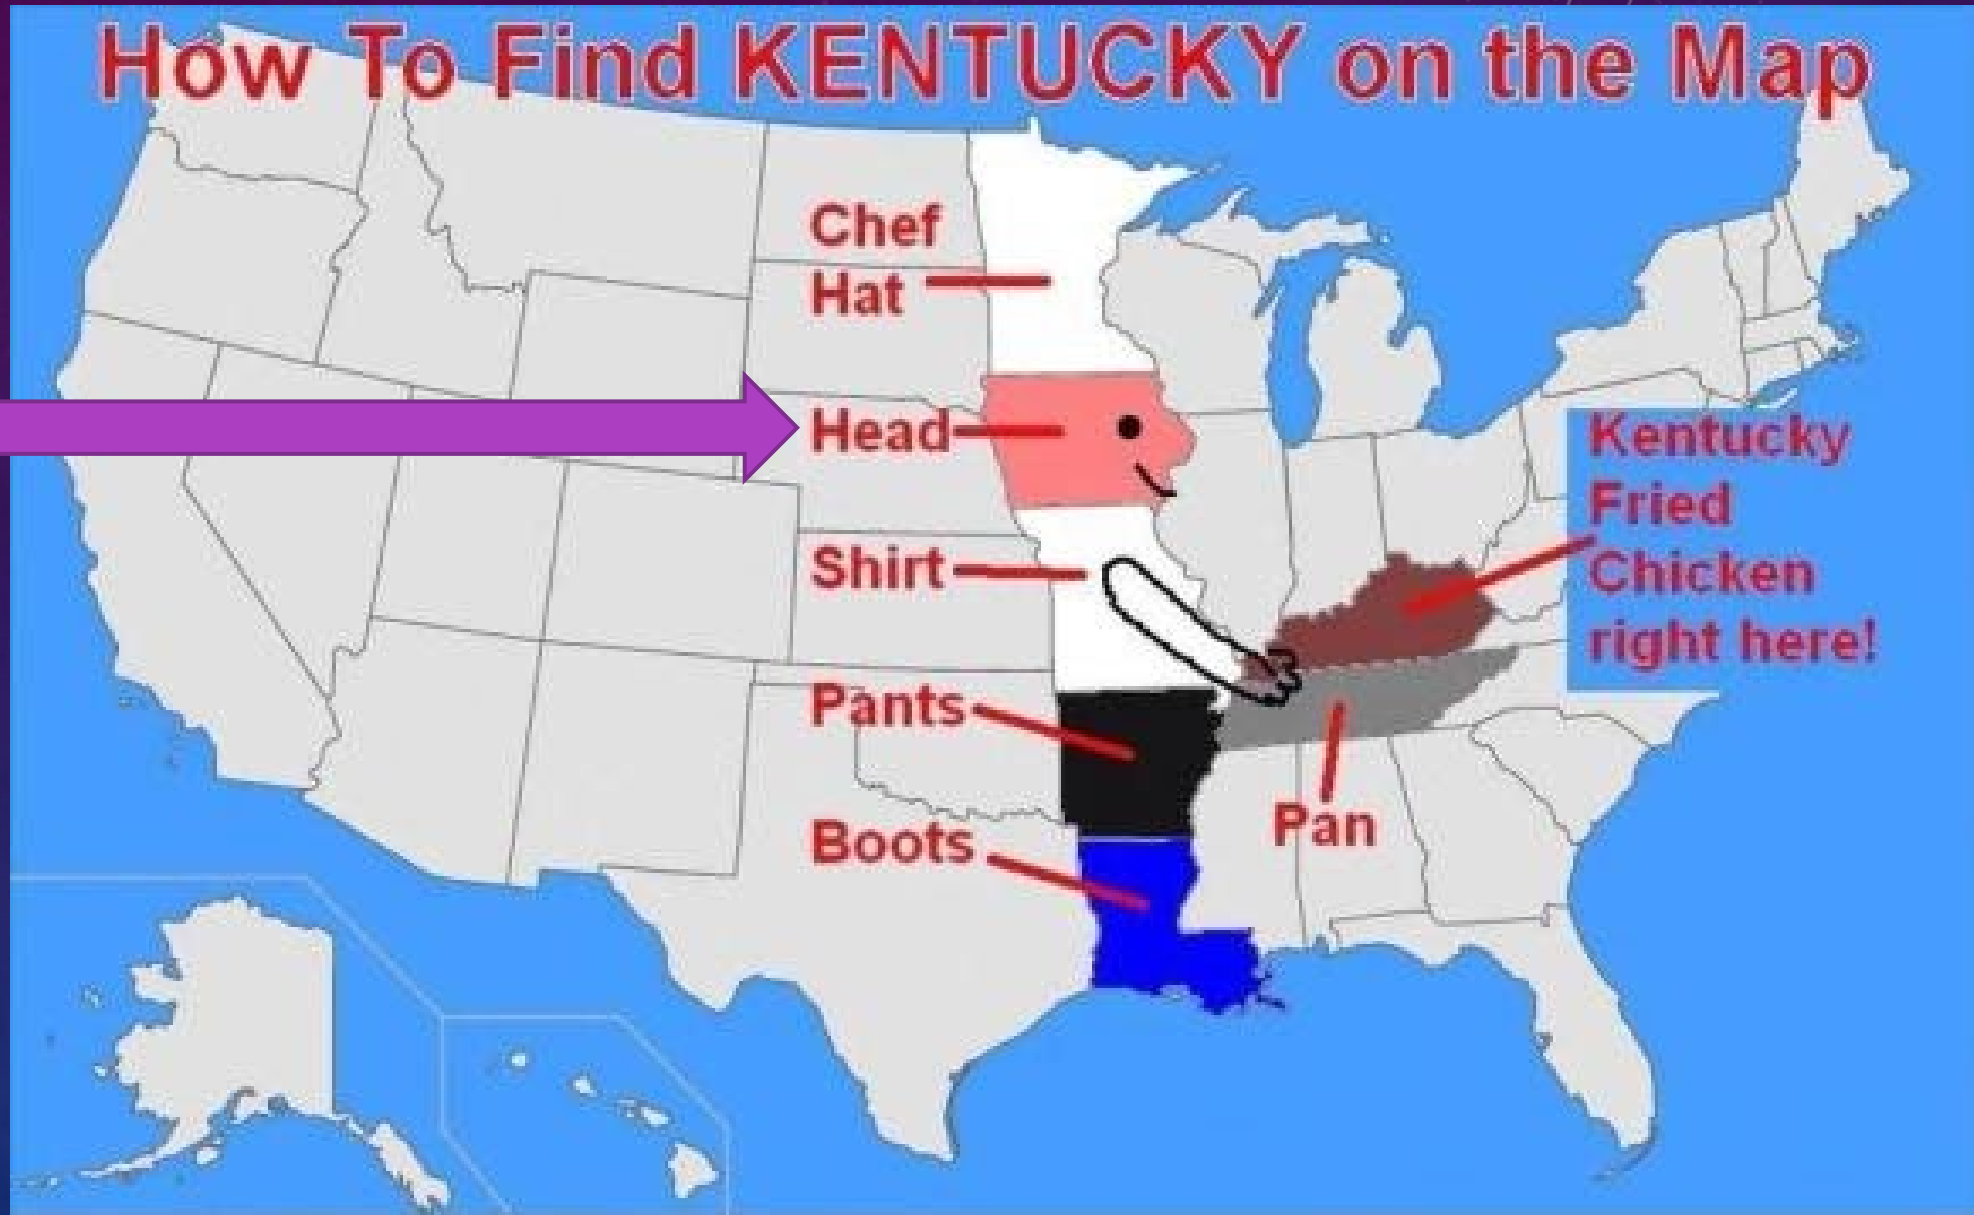 How To Find KENTUCKY on the Map
Chef
Hat
Head
Shirt
Pants
Boots
Pan
Kentucky
Fried
Chicken
right here!